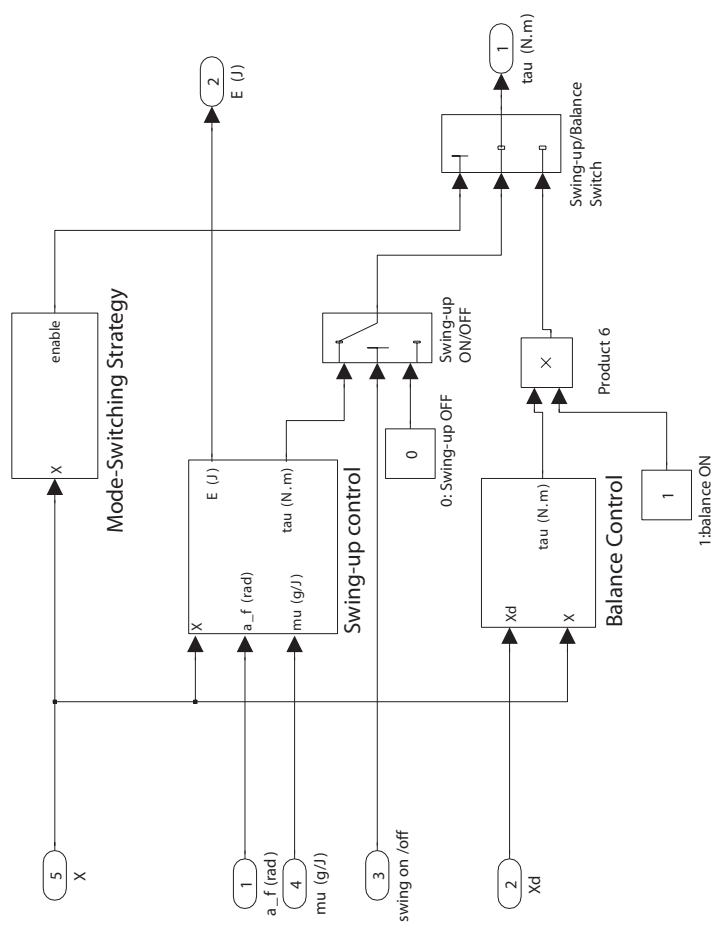 5
X
X
enable
Mode-Switching Strategy
1
a_f (rad)
4
mu (g/J)
X
a_f (rad)
mu (g/J)
E (J)
tau (N.m)
Swing-up control
2
E (J)
3
swing on /off
0
0: Swing-up OFF
Swing-up
ON/OFF
Swing-up/Balance
Switch
1
tau (N.m)
2
Xd
Xd
X
tau (N.m)
Balance Control
×
Product 6
1
1:balance ON